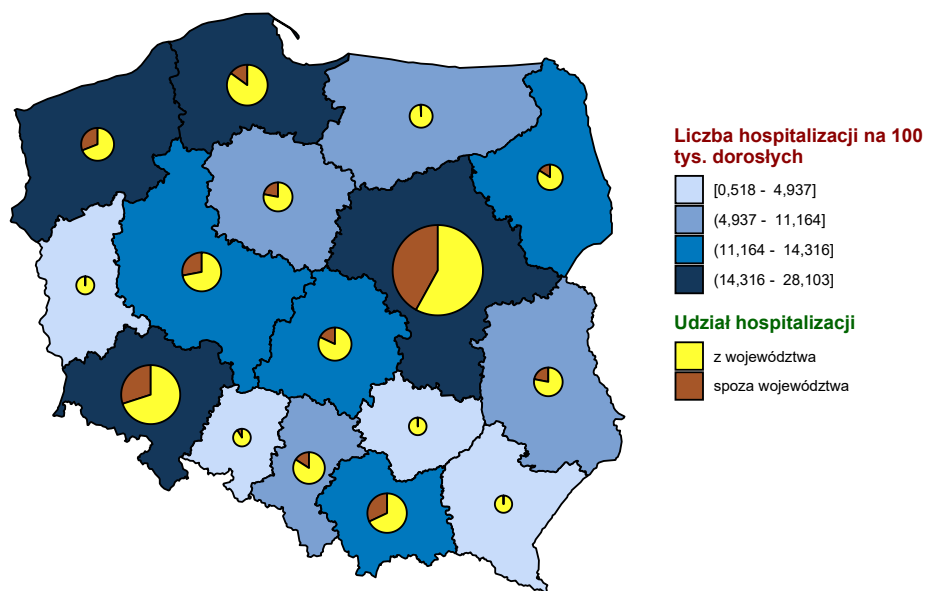 Liczba hospitalizacji na 100
tys. dorosłych
[0,518 - 4,937]
(4,937 - 11,164]
(11,164 - 14,316]
(14,316 - 28,103]
Udział hospitalizacji
z województwa
spoza województwa